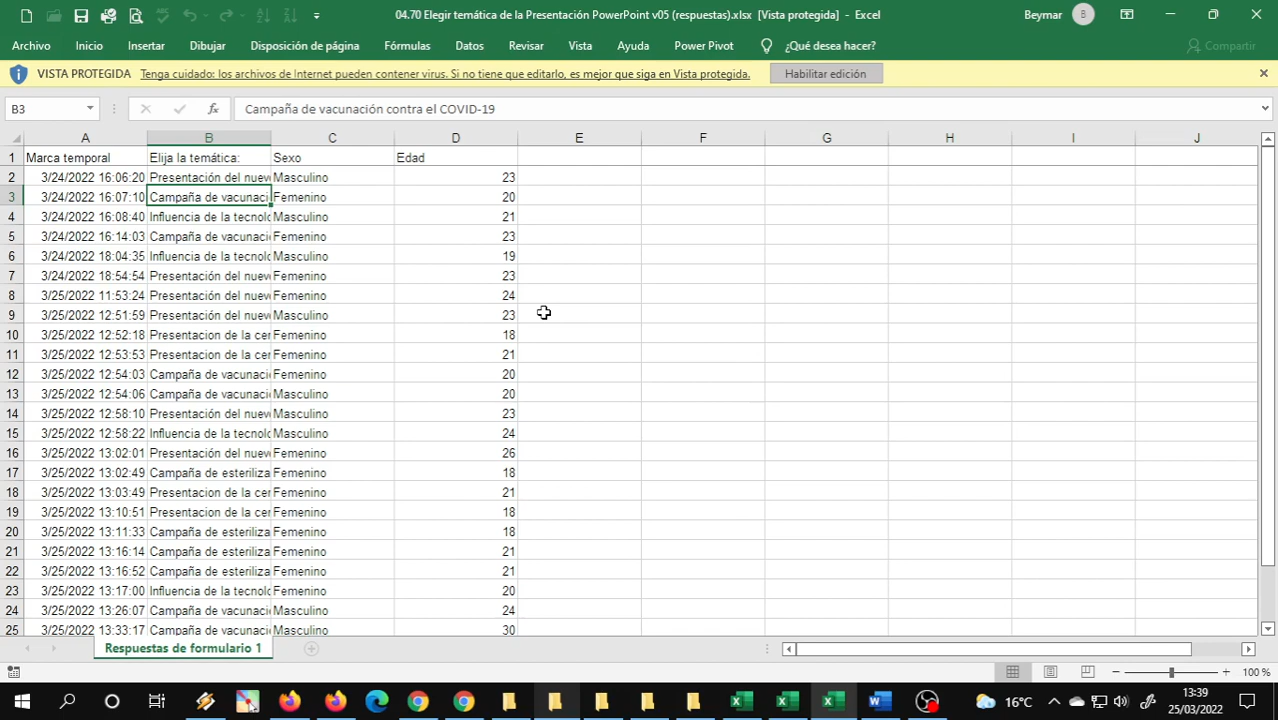 04.70 Elegir temática de la Presentación PowerPoint v05 (respuestas).xlsx [Vista protegida] – Excel
Beymar B
Archivo Inicio Insertar Dibujar Disposición de página Fórmulas Datos Revisar Vista Ayuda Power Pivot ¿Qué desea hacer? Compartir
VISTA PROTEGIDA Tenga cuidado: los archivos de Internet pueden contener virus. Si no tiene que editarlo, es mejor que siga en Vista protegida. Habilitar edición
B3 fx Campaña de vacunación contra el COVID-19
A B C D E F G H I J
1 Marca temporal Elija la temática: Sexo Edad
2 3/24/2022 16:06:20 Presentación del nuev Masculino 23
3 3/24/2022 16:07:10 Campaña de vacunaci Femenino 20
4 3/24/2022 16:08:40 Influencia de la tecnolo Masculino 21
5 3/24/2022 16:14:03 Campaña de vacunaci Femenino 23
6 3/24/2022 18:04:35 Influencia de la tecnolo Masculino 19
7 3/24/2022 18:54:54 Presentación del nuev Femenino 23
8 3/25/2022 11:53:24 Presentación del nuev Femenino 24
9 3/25/2022 12:51:59 Presentación del nuev Masculino 23
10 3/25/2022 12:52:18 Presentacion de la cer Femenino 18
11 3/25/2022 12:53:53 Presentacion de la cer Femenino 21
12 3/25/2022 12:54:03 Campaña de vacunaci Femenino 20
13 3/25/2022 12:54:06 Campaña de vacunaci Masculino 20
14 3/25/2022 12:58:10 Presentación del nuev Masculino 23
15 3/25/2022 12:58:22 Influencia de la tecnolo Masculino 24
16 3/25/2022 13:02:01 Presentación del nuev Femenino 26
17 3/25/2022 13:02:49 Campaña de esteriliza Femenino 18
18 3/25/2022 13:03:49 Presentacion de la cer Femenino 21
19 3/25/2022 13:10:51 Presentacion de la cer Femenino 18
20 3/25/2022 13:11:33 Campaña de esteriliza Femenino 18
21 3/25/2022 13:16:14 Campaña de esteriliza Femenino 21
22 3/25/2022 13:16:52 Campaña de esteriliza Femenino 21
23 3/25/2022 13:17:00 Influencia de la tecnolo Femenino 20
24 3/25/2022 13:26:07 Campaña de vacunaci Masculino 24
25 3/25/2022 13:33:17 Campaña de vacunaci Masculino 30
Respuestas de formulario 1
100 %
16°C
13:39
25/03/2022